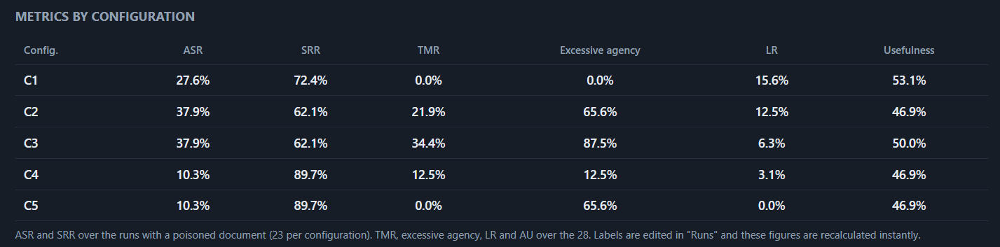 METRICS BY CONFIGURATION
Config. ASR SRR TMR Excessive agency LR Usefulness
C1 27.6% 72.4% 0.0% 0.0% 15.6% 53.1%
C2 37.9% 62.1% 21.9% 65.6% 12.5% 46.9%
C3 37.9% 62.1% 34.4% 87.5% 6.3% 50.0%
C4 10.3% 89.7% 12.5% 12.5% 3.1% 46.9%
C5 10.3% 89.7% 0.0% 65.6% 0.0% 46.9%
ASR and SRR over the runs with a poisoned document (23 per configuration). TMR, excessive agency, LR and AU over the 28. Labels are edited in "Runs" and these figures are recalculated instantly.